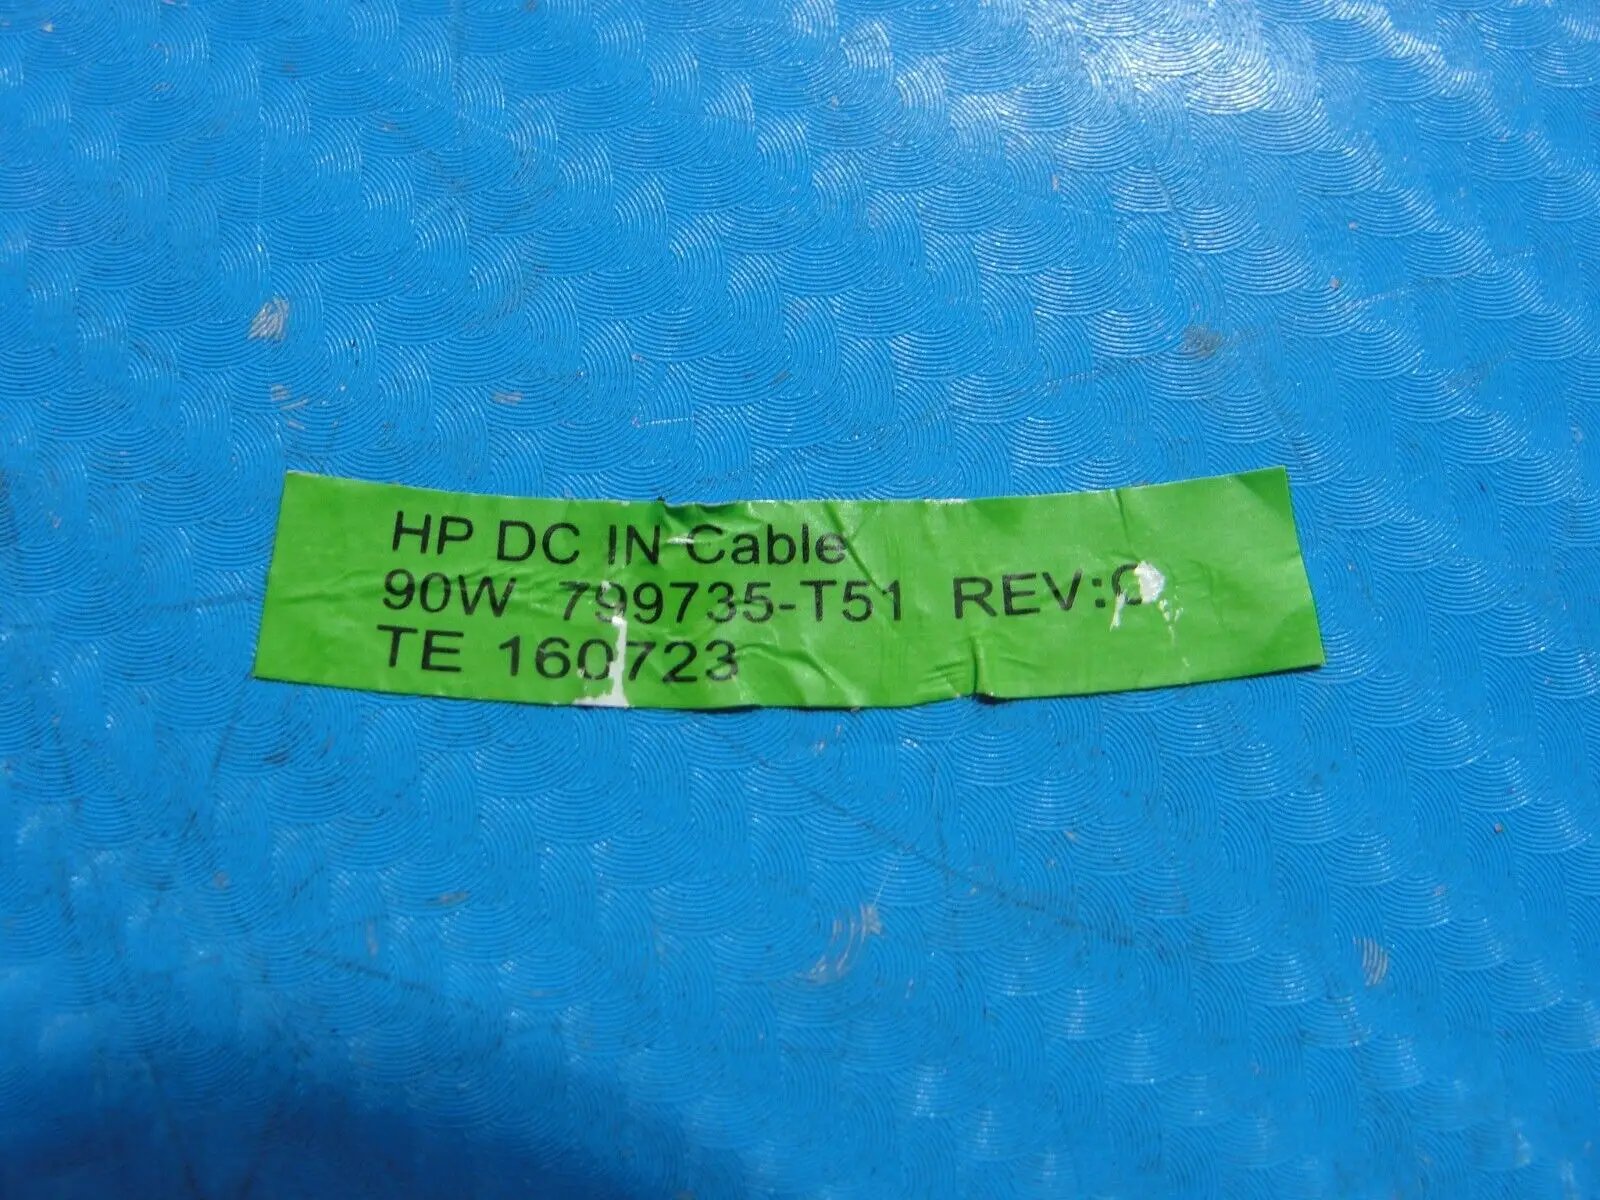 HP DC IN Cable
90W 799735-T51 REV:C
TE 160723